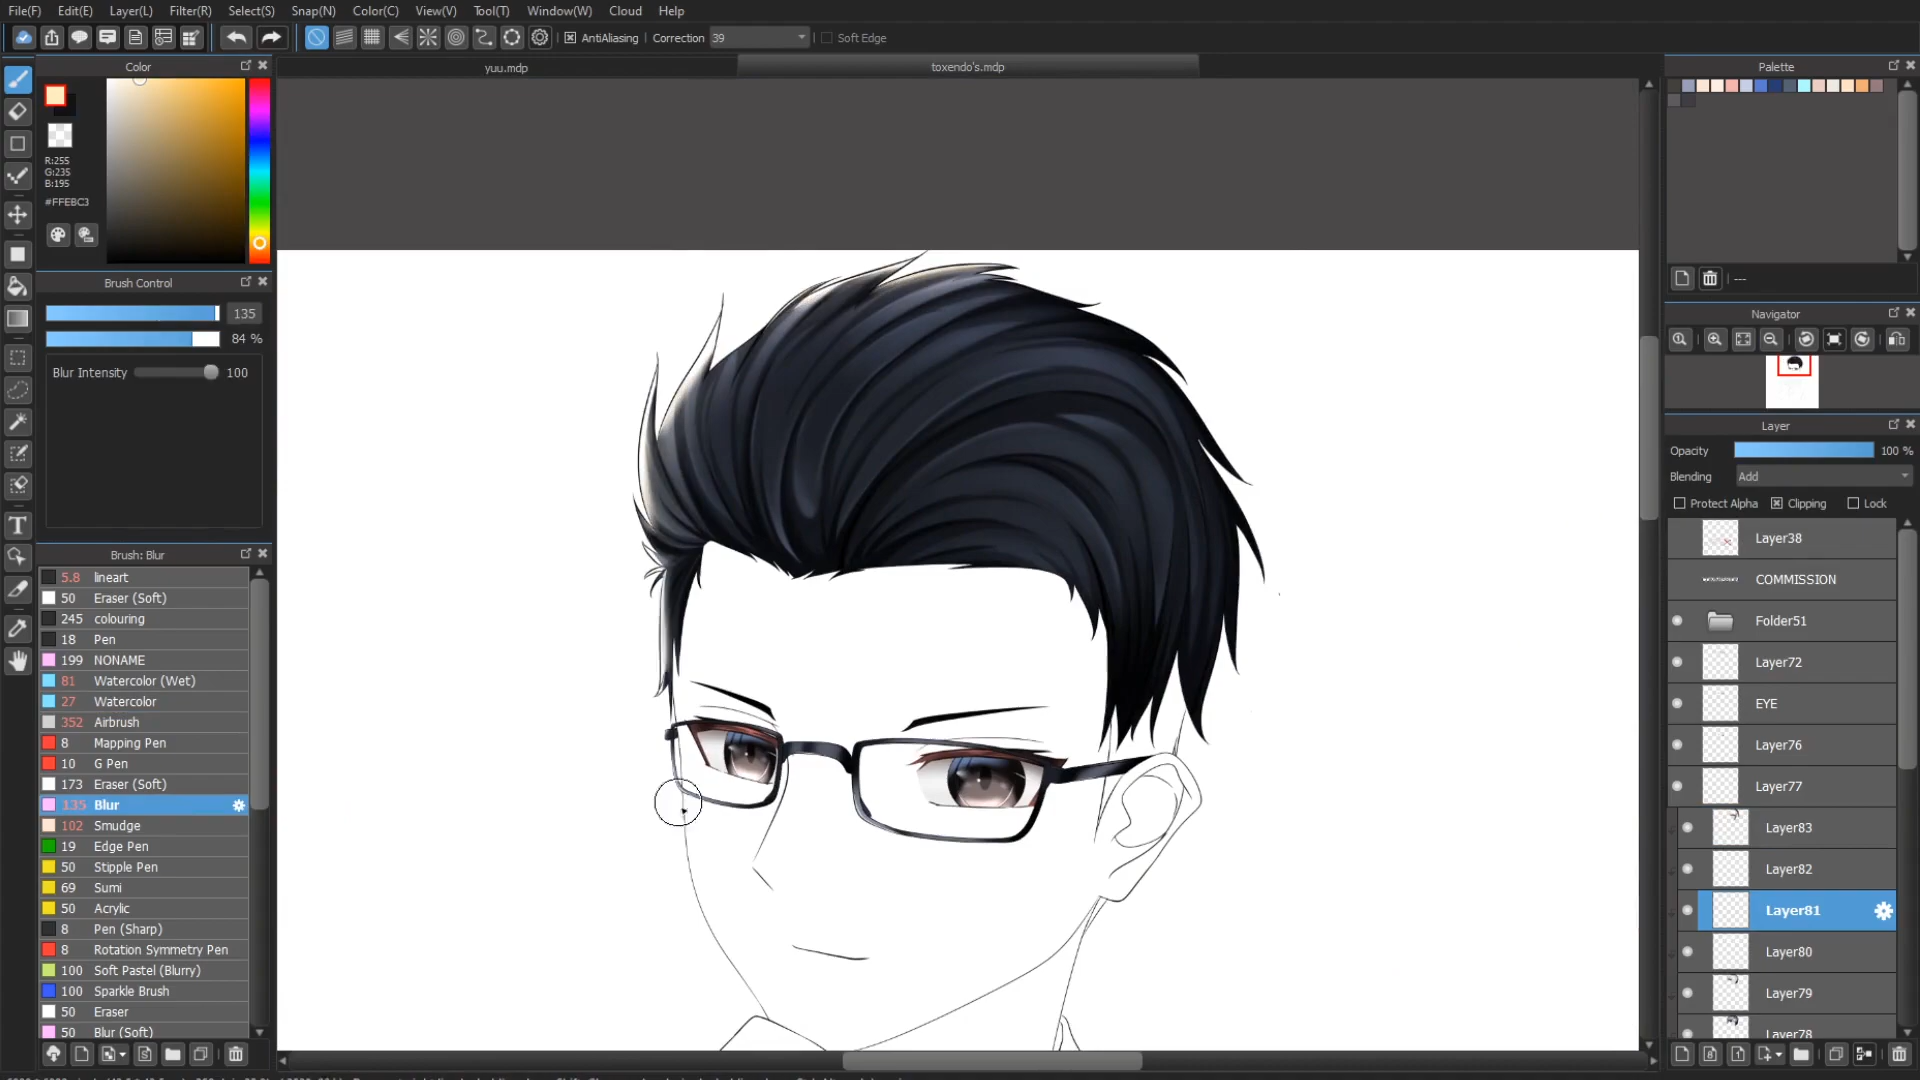 File(F) Edit(E) Layer(L) Filter(R) Select(S) Snap(N) Color(C) View(V) Tool(T) Window(W) Cloud Help
AntiAliasing Correction 39 Soft Edge
Color
yuu.mdp
toxendo's.mdp
Palette
R:255
G:235
B:195
#FFEBC3
---
Brush Control
135
84 %
Blur Intensity 100
Navigator
Layer
Opacity 100 %
Blending Add
Protect Alpha Clipping Lock
Layer38
COMMISSION
Folder51
Layer72
EYE
Layer76
Layer77
Layer83
Layer82
Layer81
Layer80
Layer79
Layer78
Brush: Blur
5.8 lineart
50 Eraser (Soft)
245 colouring
18 Pen
199 NONAME
81 Watercolor (Wet)
27 Watercolor
352 Airbrush
8 Mapping Pen
10 G Pen
173 Eraser (Soft)
135 Blur
102 Smudge
19 Edge Pen
50 Stipple Pen
69 Sumi
50 Acrylic
8 Pen (Sharp)
8 Rotation Symmetry Pen
100 Soft Pastel (Blurry)
100 Sparkle Brush
50 Eraser
50 Blur (Soft)